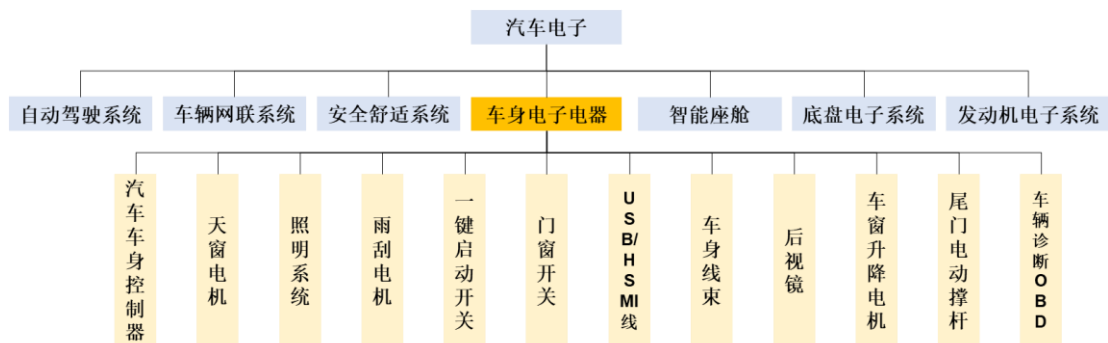 汽车电子
自动驾驶系统
车辆网联系统
安全舒适系统
车身电子电器
智能座舱
底盘电子系统
发动机电子系统
汽车车身控制器
天窗电机
照明系统
雨刮电机
一键启动开关
门窗开关
USB/HSMI线
车身线束
后视镜
车窗升降电机
尾门电动撑杆
车辆诊断OBD